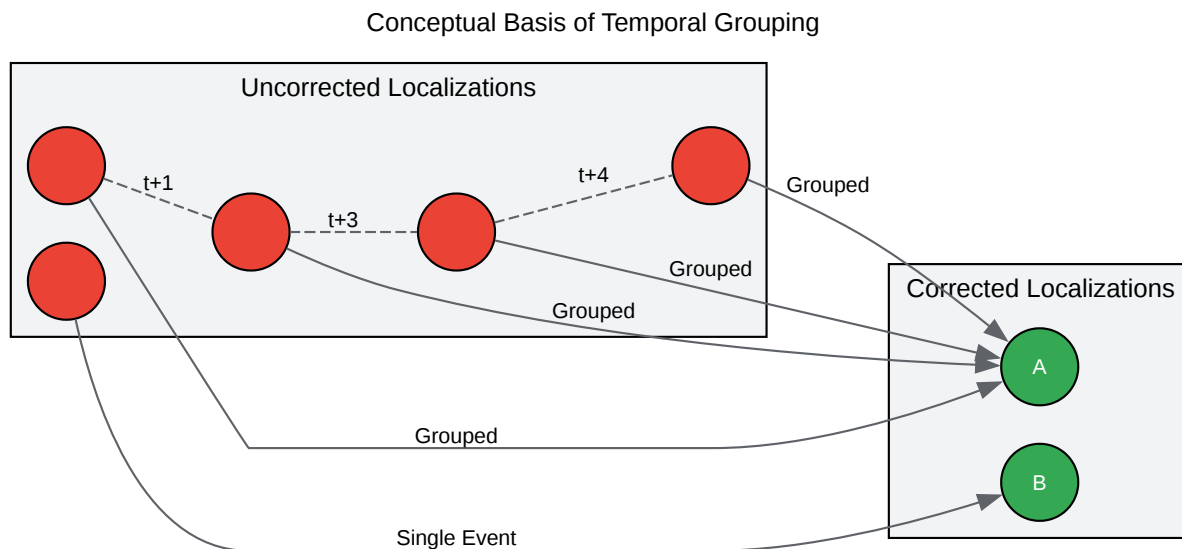 Conceptual Basis of Temporal Grouping
Uncorrected Localizations
t+1
t+3
t+4
Grouped
Grouped
Grouped
Corrected Localizations
A
Grouped
B
Single Event